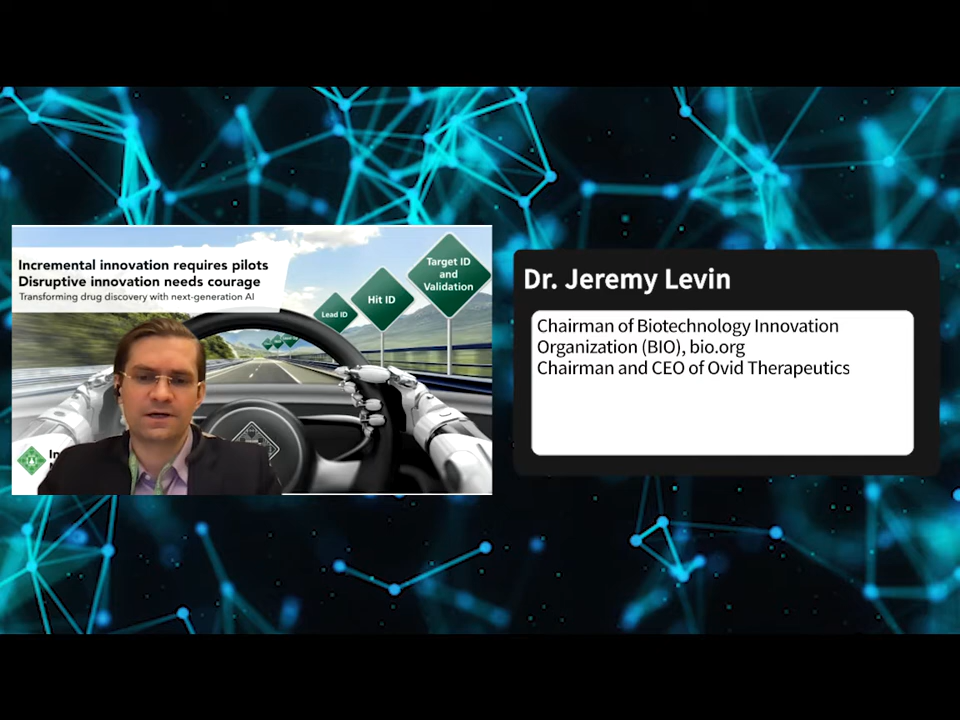 Incremental innovation requires pilots
Disruptive innovation needs courage
Transforming drug discovery with next-generation AI
Target ID
and
Validation
Hit ID
Lead ID
Dr. Jeremy Levin
Chairman of Biotechnology Innovation
Organization (BIO), bio.org
Chairman and CEO of Ovid Therapeutics